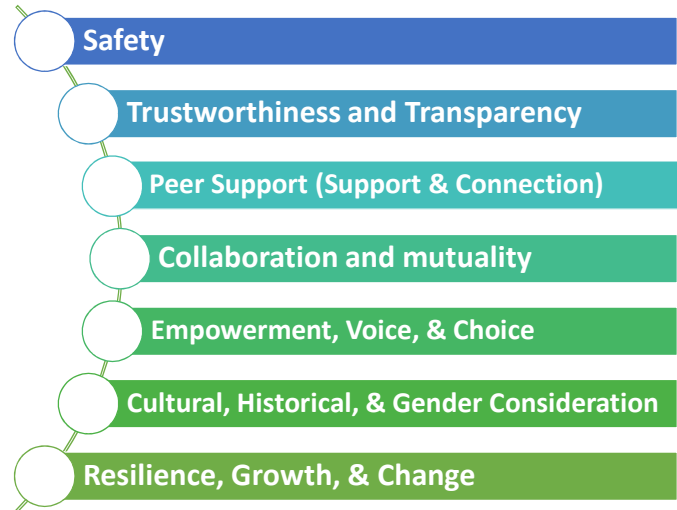 Safety
Trustworthiness and Transparency
Peer Support (Support & Connection)
Collaboration and mutuality
Empowerment, Voice, & Choice
Cultural, Historical, & Gender Consideration
Resilience, Growth, & Change